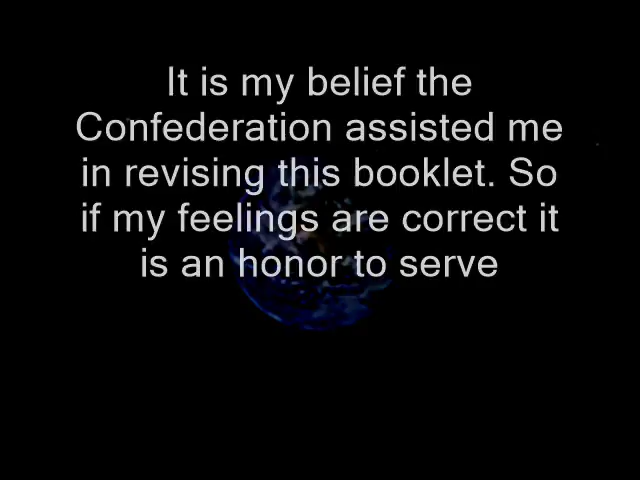 It is my belief the
Confederation assisted me
in revising this booklet. So
if my feelings are correct it
is an honor to serve